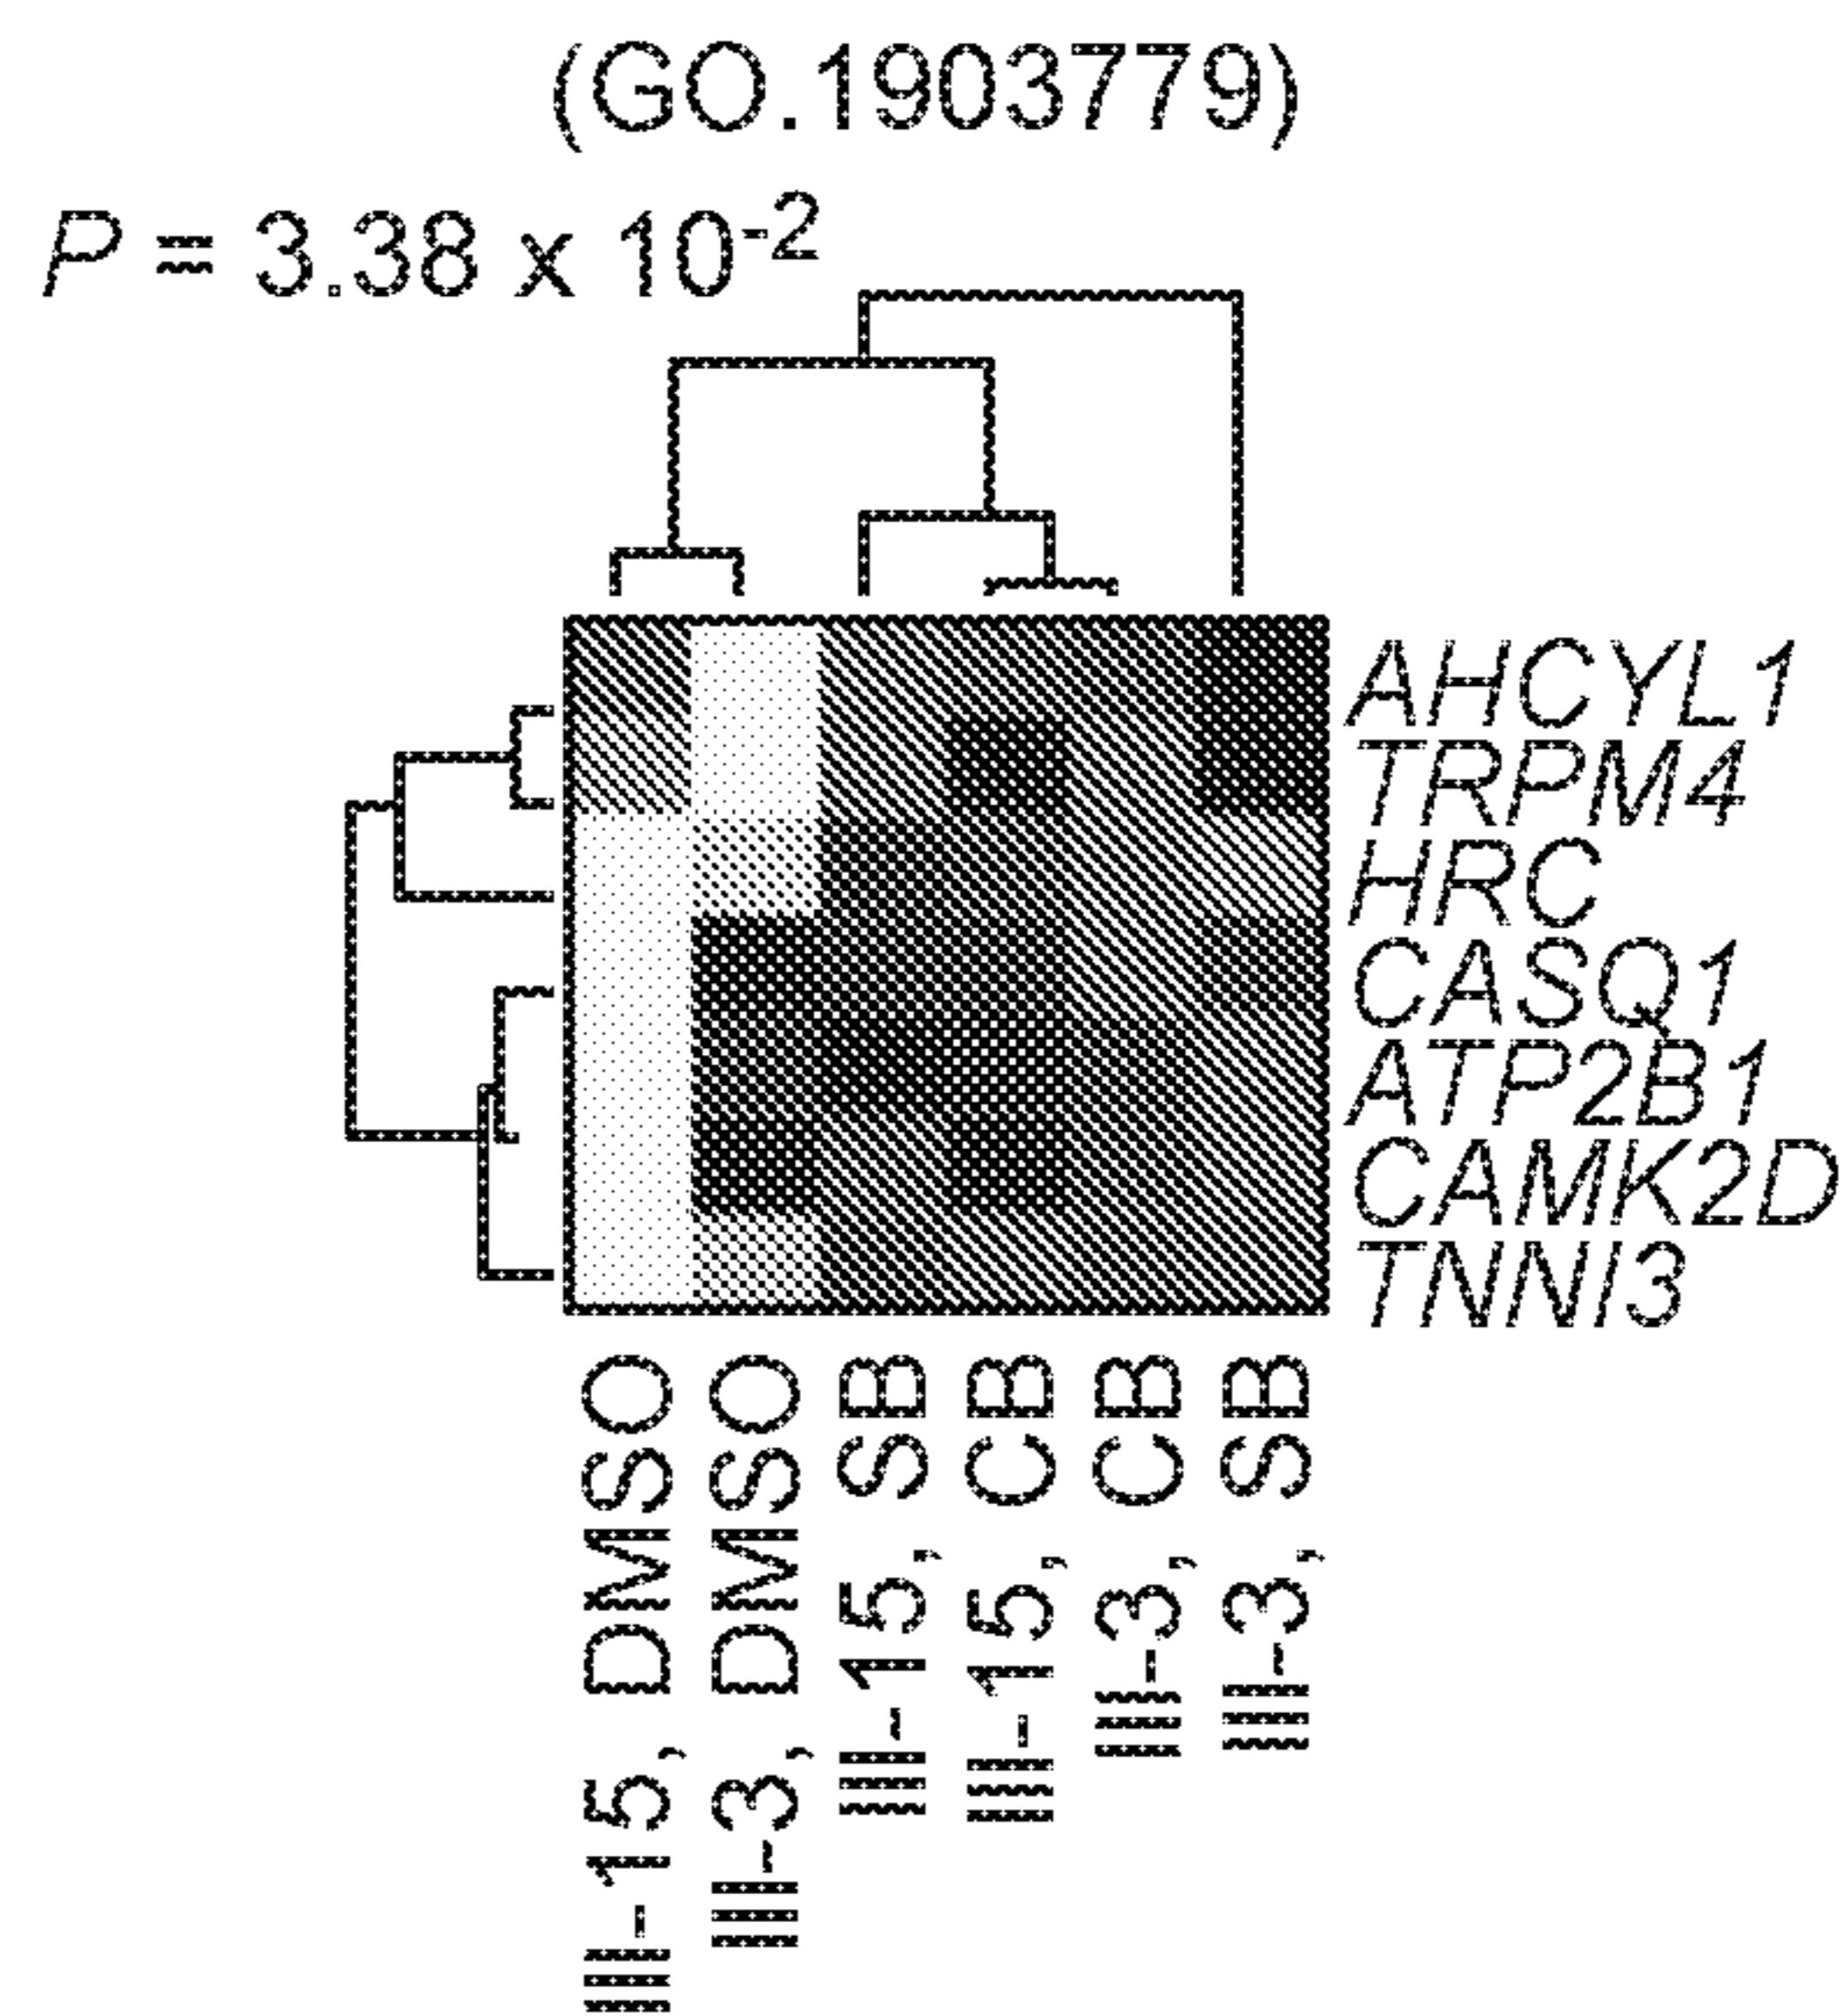 (GO.1903779)
P = 3.38 x 10-2
AHCYL1
TRPM4
HRC
CASQ1
ATP2B1
CAMK2D
TNNI3
III-15, DMSO
III-3, DMSO
III-15, SB
III-15, CB
III-3, CB
III-3, SB